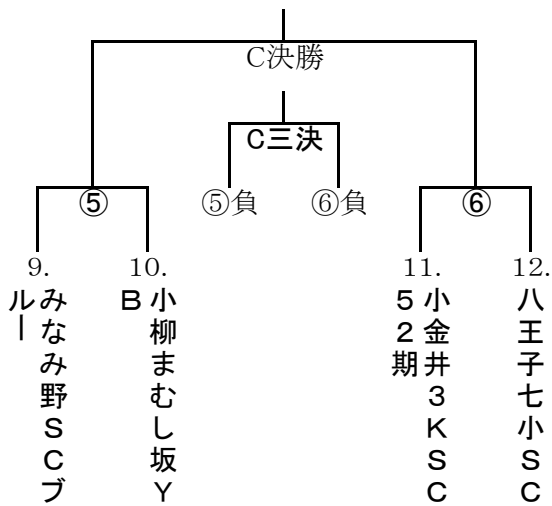 C決勝
C三決
⑤
⑤負
⑥負
⑥
9.
10.
11.
12.
みなみ野SCブ
ルー
小柳まむし坂Y
B
小金井3KSC
52期
八王子七小SC